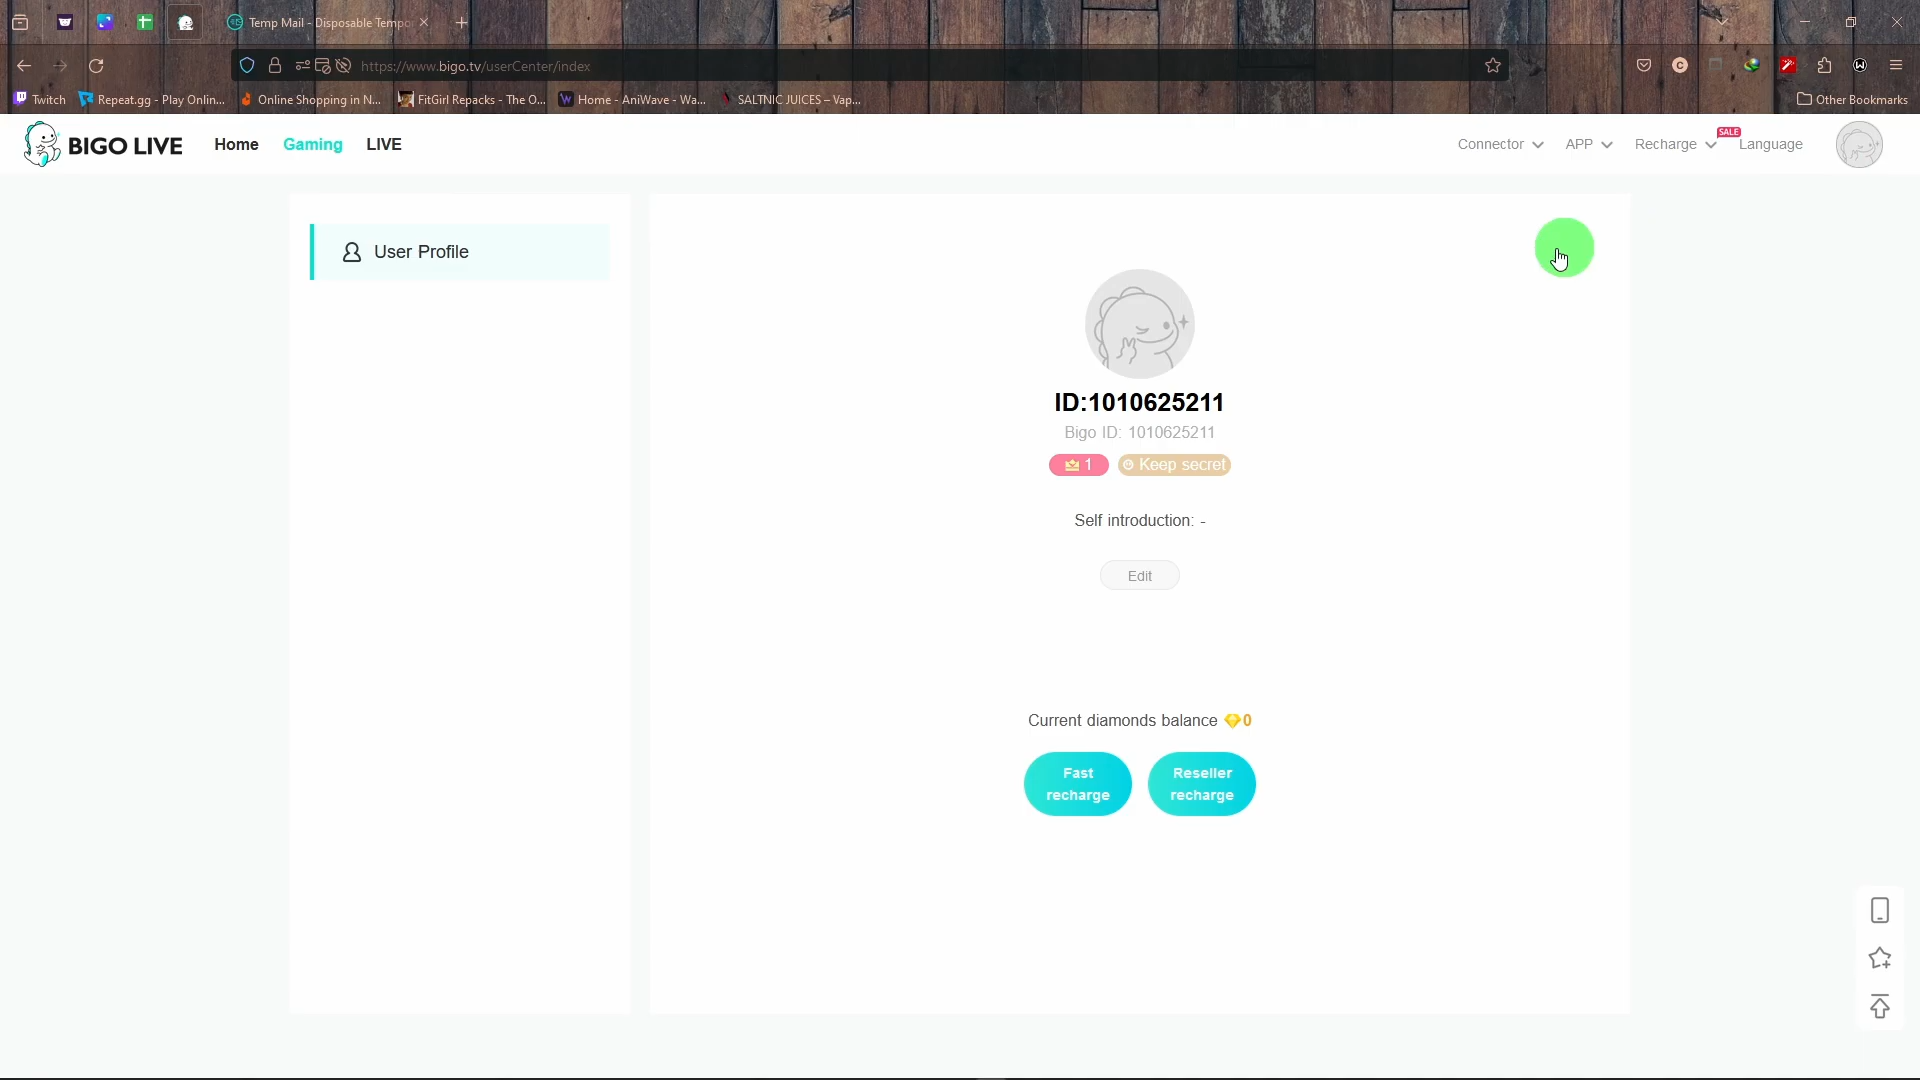 Temp Mail - Disposable Tempo
https://www.bigo.tv/userCenter/index
Twitch
Repeat.gg - Play Onlin...
Online Shopping in N...
FitGirl Repacks - The O...
Home - AniWave - Wa...
SALTNIC JUICES – Vap...
Other Bookmarks
BIGO LIVE
Home
Gaming
LIVE
Connector
APP
Recharge
SALE
Language
User Profile
ID:1010625211
Bigo ID: 1010625211
1
Keep secret
Self introduction: -
Edit
Current diamonds balance 0
Fast
recharge
Reseller
recharge